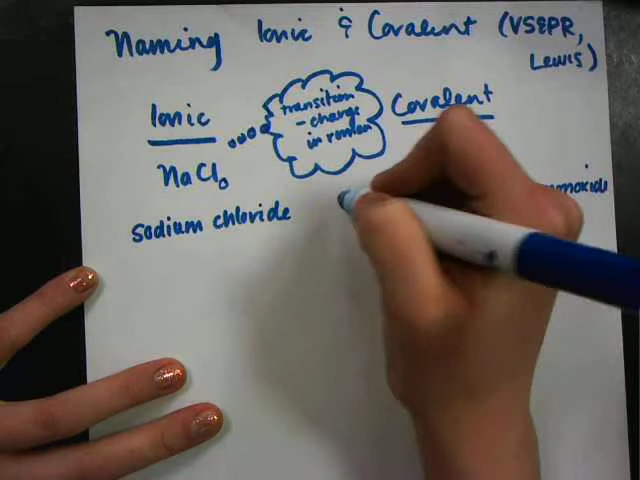 Naming Ionic & Covalent (VSEPR,
Lewis)
Ionic
transition
- charge
in roman
Covalent
NaCl
sodium chloride